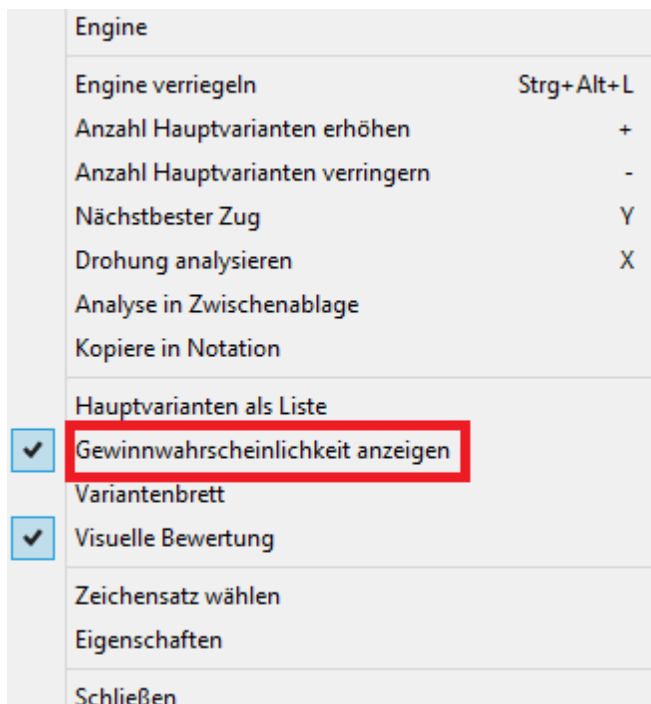 Engine
Engine verriegeln Strg+Alt+L
Anzahl Hauptvarianten erhöhen +
Anzahl Hauptvarianten verringern -
Nächstbester Zug Y
Drohung analysieren X
Analyse in Zwischenablage
Kopiere in Notation
Hauptvarianten als Liste
Gewinnwahrscheinlichkeit anzeigen
Variantenbrett
Visuelle Bewertung
Zeichensatz wählen
Eigenschaften
Schließen